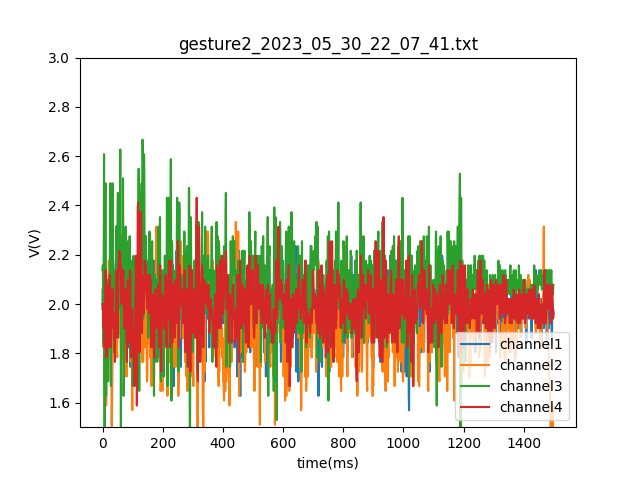 gesture2_2023_05_30_22_07_41.txt
3.0
2.8
2.6
2.4
2.2
2.0
1.8
1.6
V(V)
channel1
channel2
channel3
channel4
0 200 400 600 800 1000 1200 1400
time(ms)